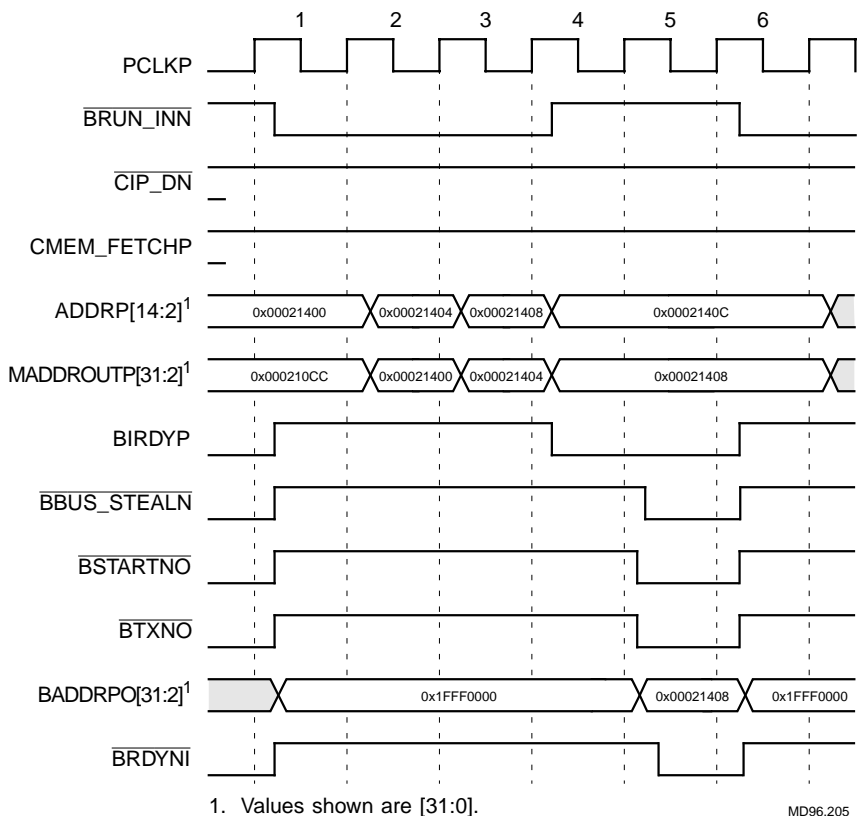 1 2 3 4 5 6
PCLKP
BRUN_INN
CIP_DN
CMEM_FETCHP
ADDRP[14:2]1 0x00021400 0x00021404 0x00021408 0x0002140C
MADDROUTP[31:2]1 0x000210CC 0x00021400 0x00021404 0x00021408
BIRDYP
BBUS_STEALN
BSTARTNO
BTXNO
BADDRPO[31:2]1 0x1FFF0000 0x00021408 0x1FFF0000
BRDYNI
1. Values shown are [31:0].
MD96.205